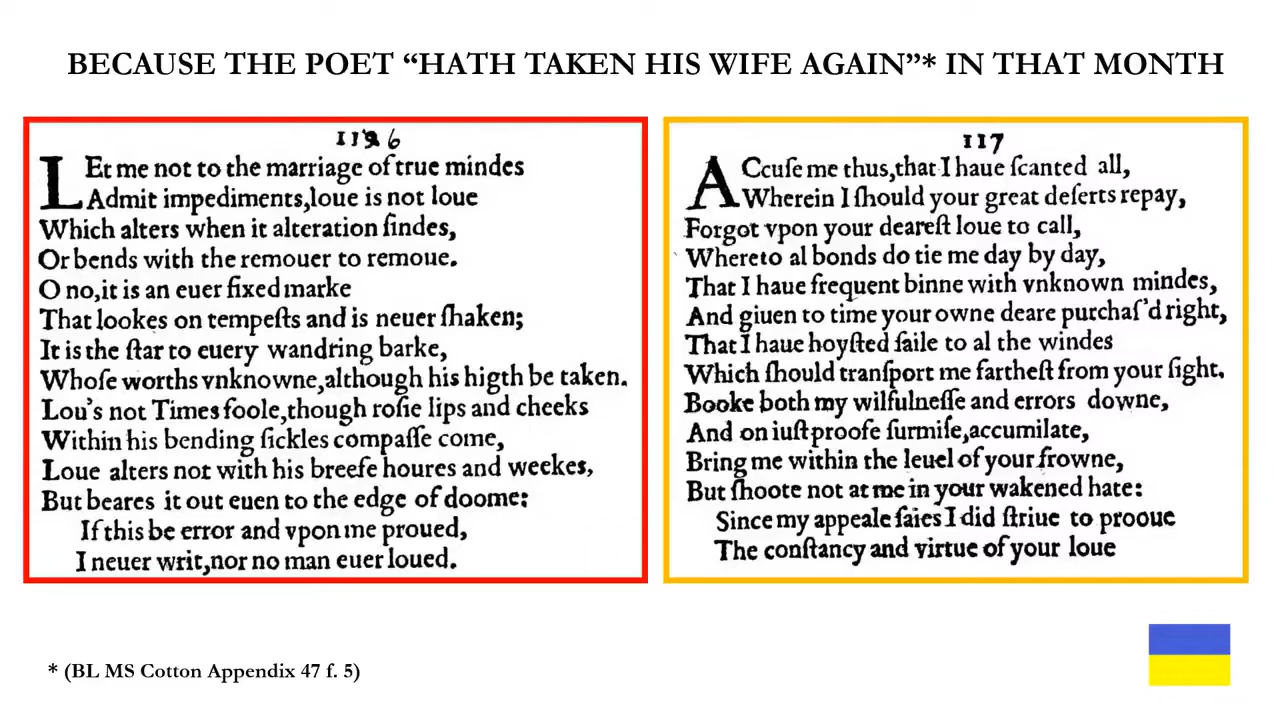 BECAUSE THE POET “HATH TAKEN HIS WIFE AGAIN”* IN THAT MONTH
119 6
LEt me not to the marriage of true mindes
Admit impediments,loue is not loue
Which alters when it alteration findes,
Or bends with the remouer to remoue.
O no,it is an euer fixed marke
That lookes on tempeſts and is neuer ſhaken;
It is the ſtar to euery wandring barke,
Whoſe worths vnknowne,although his higth be taken.
Lou's not Times foole,though roſie lips and cheeks
Within his bending ſickles compaſſe come,
Loue alters not with his breefe houres and weekes,
But beares it out euen to the edge of doome:
If this be error and vpon me proued,
I neuer writ,nor no man euer loued.
117
ACcuſe me thus,that I haue ſcanted all,
Wherein I ſhould your great deſerts repay,
Forgot vpon your deareſt loue to call,
Whereto al bonds do tie me day by day,
That I haue frequent binne with vnknown mindes,
And giuen to time your owne deare purchaſ'd right,
That I haue hoyſted ſaile to al the windes
Which ſhould tranſport me fartheſt from your ſight.
Booke both my wilfulneſſe and errors downe,
And on iuſt proofe ſurmiſe,accumilate,
Bring me within the leuel of your frowne,
But ſhoote not at me in your wakened hate:
Since my appeale ſaies I did ſtriue to prooue
The conſtancy and virtue of your loue
* (BL MS Cotton Appendix 47 f. 5)